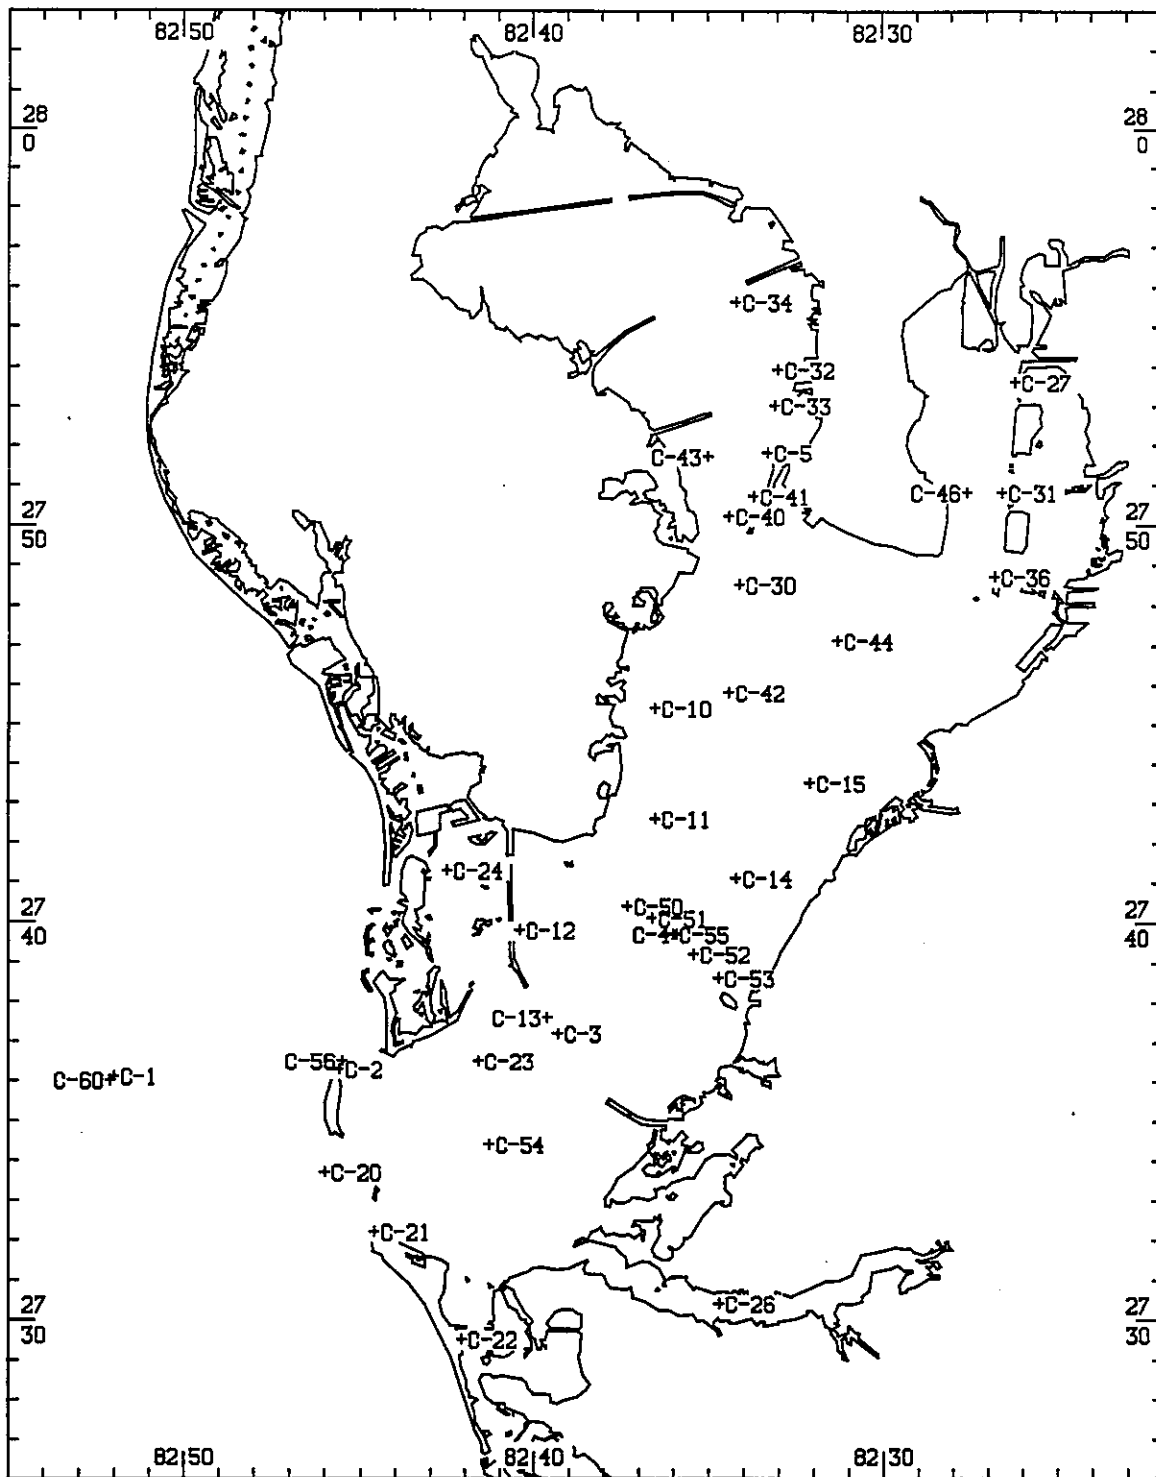 82 50 82 40 82 30
28 28
0 0
+C-34
+C-32
+C-27
+C-33
+C-5
C-43+
+C-41 C-46+ +C-31
+C-40
27 27
50 50
+C-36
+C-30
+C-44
+C-42
+C-10
+C-15
+C-11
+C-24
+C-14
+C-50
+C-51
27 27
+C-12 C-4+ +C-55
40 40
+C-52
+C-53
C-13+
+C-3
C-56+ +C-23
+C-2
C-60+ +C-1
+C-54
+C-20
+C-21
+C-26
27 27
30 30
+C-22
82 50 82 40 82 30